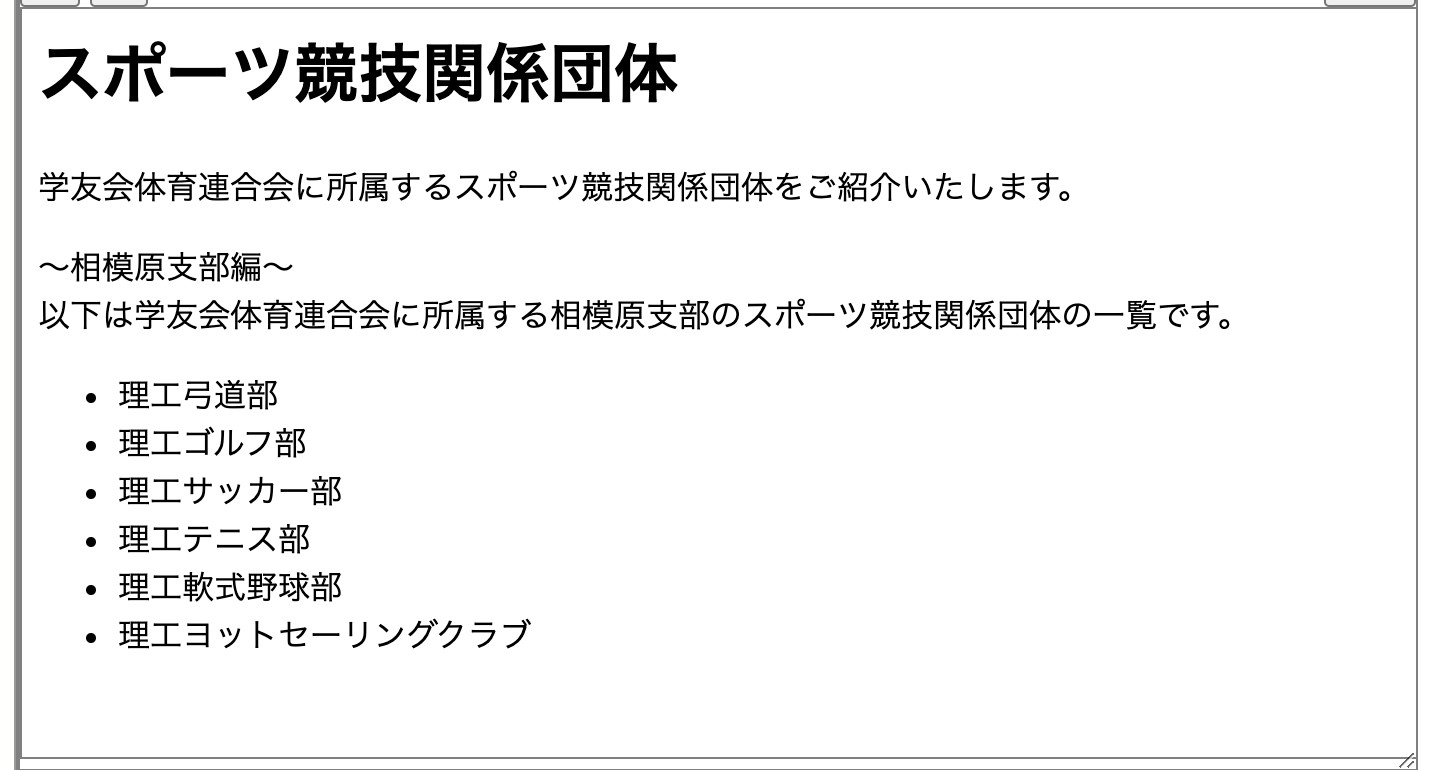 スポーツ競技関係団体
学友会体育連合会に所属するスポーツ競技関係団体をご紹介いたします。
〜相模原支部編〜
以下は学友会体育連合会に所属する相模原支部のスポーツ競技関係団体の一覧です。
• 理工弓道部
• 理工ゴルフ部
• 理工サッカー部
• 理工テニス部
• 理工軟式野球部
• 理工ヨットセーリングクラブ